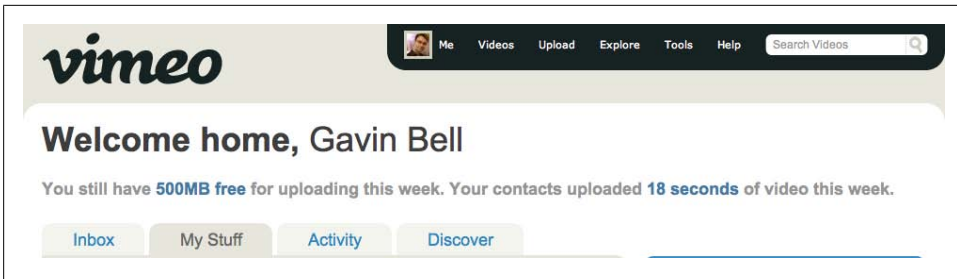 vimeo
Me Videos Upload Explore Tools Help Search Videos
Welcome home, Gavin Bell
You still have 500MB free for uploading this week. Your contacts uploaded 18 seconds of video this week.
Inbox My Stuff Activity Discover